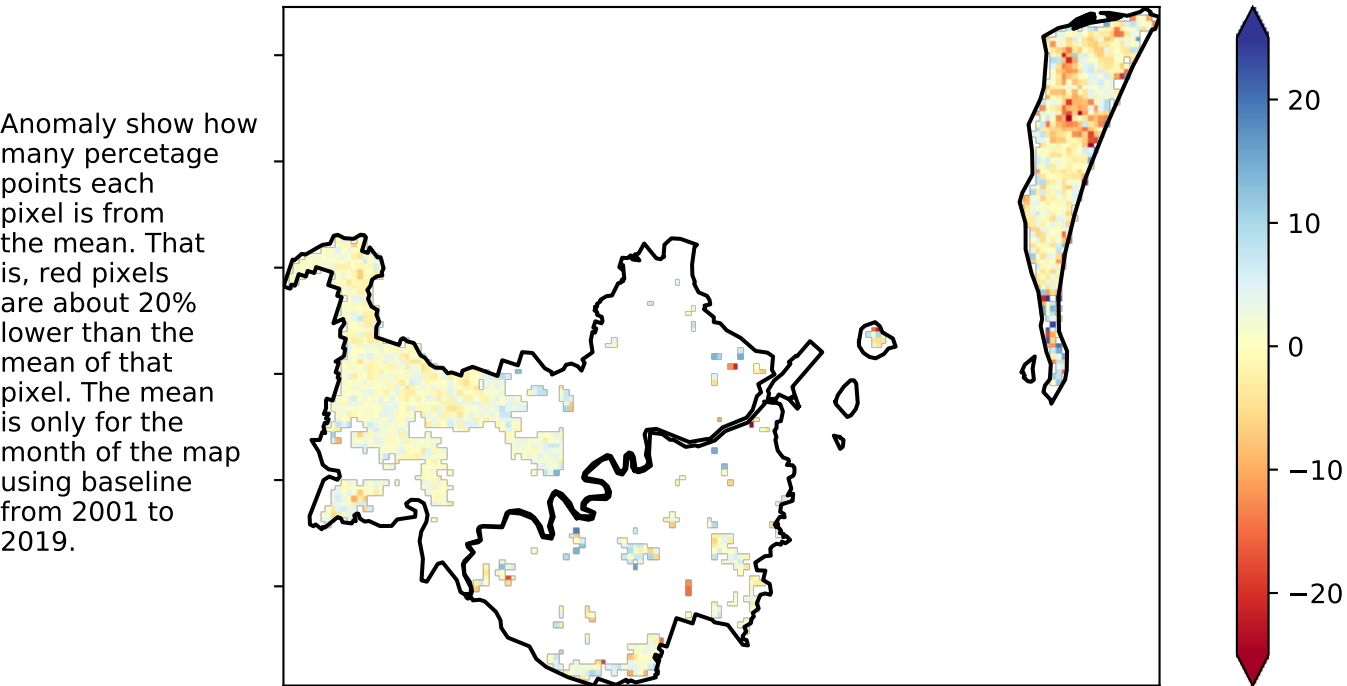 Anomaly show how
many percetage
points each
pixel is from
the mean. That
is, red pixels
are about 20%
lower than the
mean of that
pixel. The mean
is only for the
month of the map
using baseline
from 2001 to
2019.
20
10
0
−10
−20